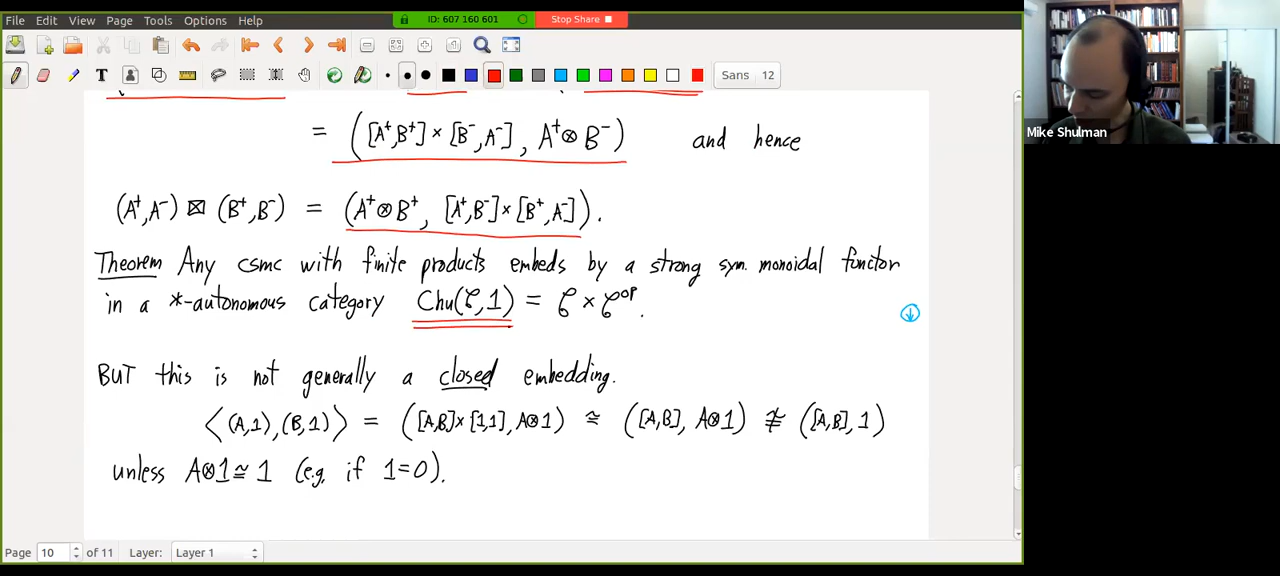 File Edit View Page Tools Options Help
ID: 607 160 601
Stop Share
Sans 12
= ([A⁺,B⁺] × [B⁻,A⁻], A⁺⊗B⁻) and hence
(A⁺,A⁻) ⊠ (B⁺,B⁻) = (A⁺⊗B⁺, [A⁺,B⁻]×[B⁺,A⁻]).
Theorem Any csmc with finite products embeds by a strong sym. monoidal functor
in a *-autonomous category Chu(ζ,1) = ζ × ζᵒᵖ.
BUT this is not generally a closed embedding.
⟨(A,1),(B,1)⟩ = ([A,B]×[1,1], A⊗1) ≅ ([A,B], A⊗1) ≇ ([A,B], 1)
unless A⊗1≅1 (e.g. if 1=0).
Page 10 of 11 Layer: Layer 1
Mike Shulman